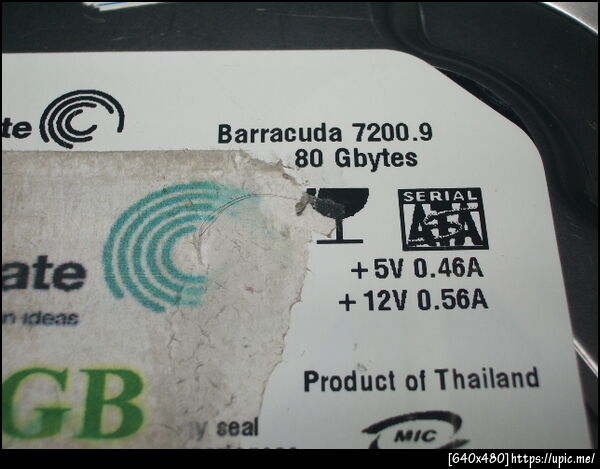 te
Barracuda 7200.9
80 Gbytes
SERIAL
ATA
ate
n ideas
+5V 0.46A
+12V 0.56A
GB
Product of Thailand
y seal
MIC
[640x480]https://upic.me/